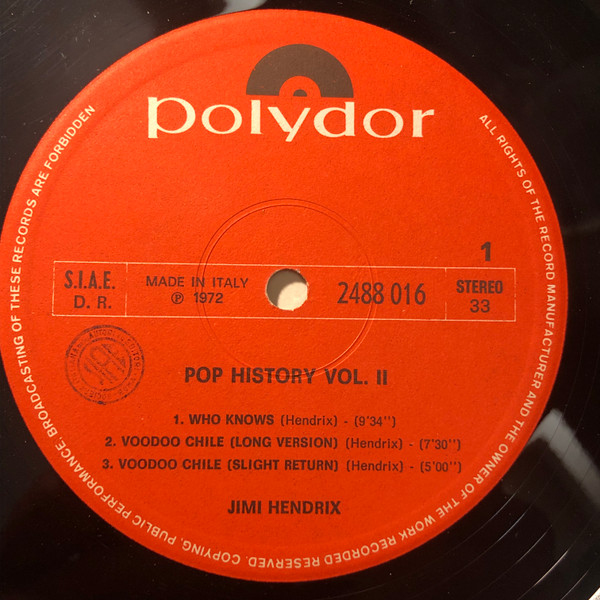 polydor
1
S.I.A.E.
D. R.
MADE IN ITALY
℗ 1972
2488 016
STEREO
33
POP HISTORY VOL. II
1. WHO KNOWS (Hendrix) - (9'34'')
2. VOODOO CHILE (LONG VERSION) (Hendrix) - (7'30'')
3. VOODOO CHILE (SLIGHT RETURN) (Hendrix) - (5'00'')
JIMI HENDRIX
ALL RIGHTS OF THE RECORD MANUFACTURER AND THE OWNER OF THE WORK RECORDED RESERVED. COPYING, PUBLIC PERFORMANCE, BROADCASTING OF THESE RECORDS ARE FORBIDDEN